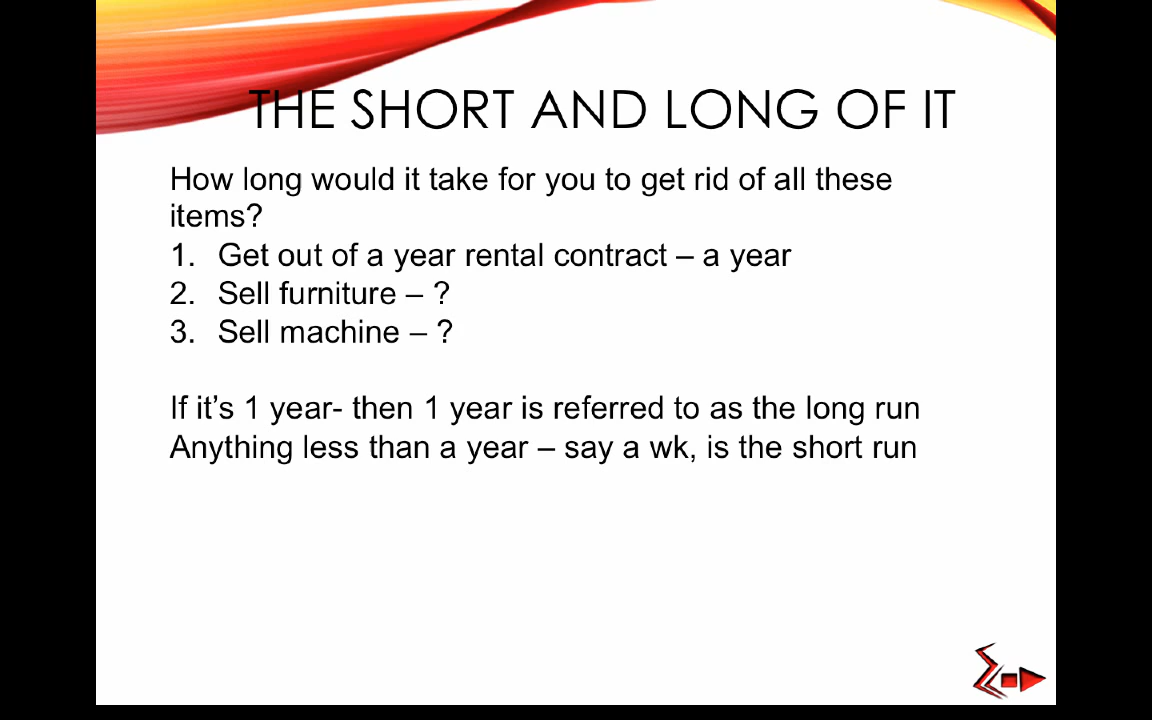 THE SHORT AND LONG OF IT
How long would it take for you to get rid of all these
items?
1. Get out of a year rental contract – a year
2. Sell furniture – ?
3. Sell machine – ?
If it’s 1 year- then 1 year is referred to as the long run
Anything less than a year – say a wk, is the short run